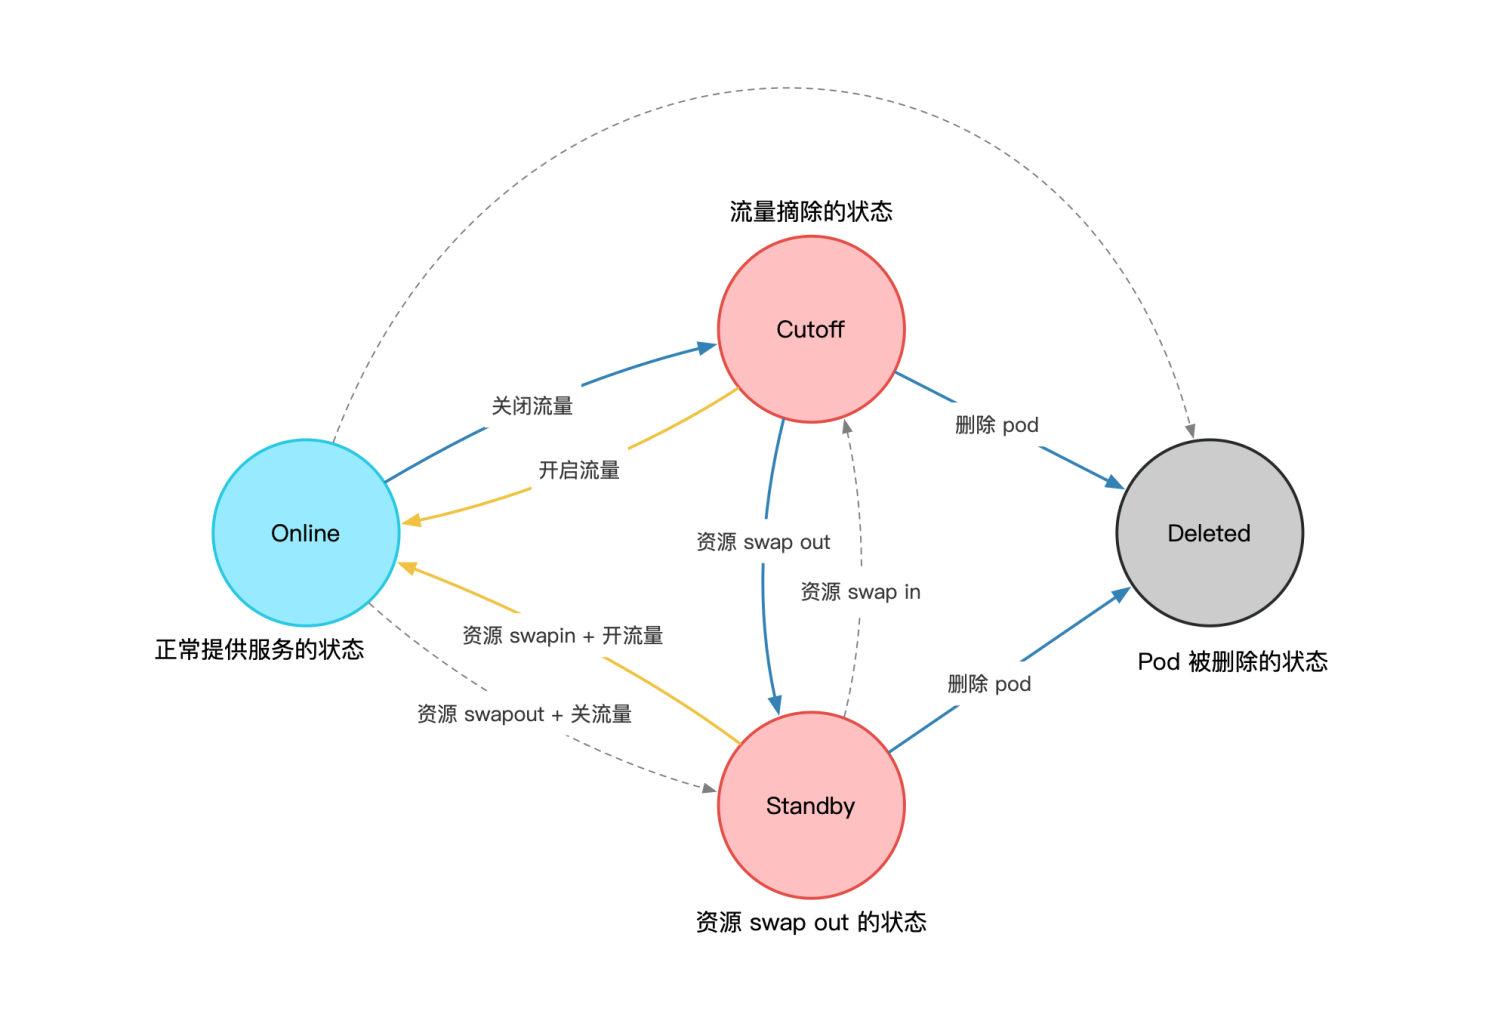 流量摘除的状态
Cutoff
关闭流量
删除 pod
开启流量
Online
资源 swap out
Deleted
资源 swap in
资源 swapin + 开流量
正常提供服务的状态
Pod 被删除的状态
删除 pod
资源 swapout + 关流量
Standby
资源 swap out 的状态